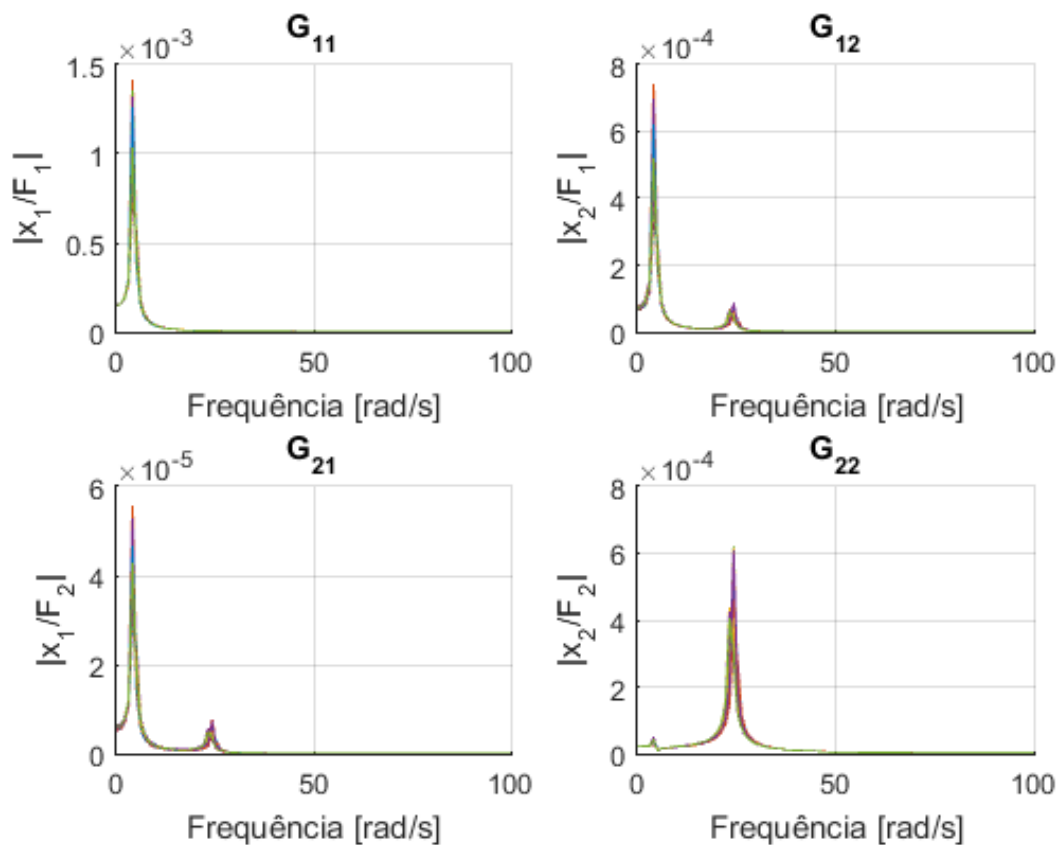 G₁₁
× 10⁻³
1.5
1
0.5
0
|x₁/F₁|
0 50 100
Frequência [rad/s]
G₁₂
× 10⁻⁴
8
6
4
2
0
|x₂/F₁|
0 50 100
Frequência [rad/s]
G₂₁
× 10⁻⁵
6
4
2
0
|x₁/F₂|
0 50 100
Frequência [rad/s]
G₂₂
× 10⁻⁴
8
6
4
2
0
|x₂/F₂|
0 50 100
Frequência [rad/s]